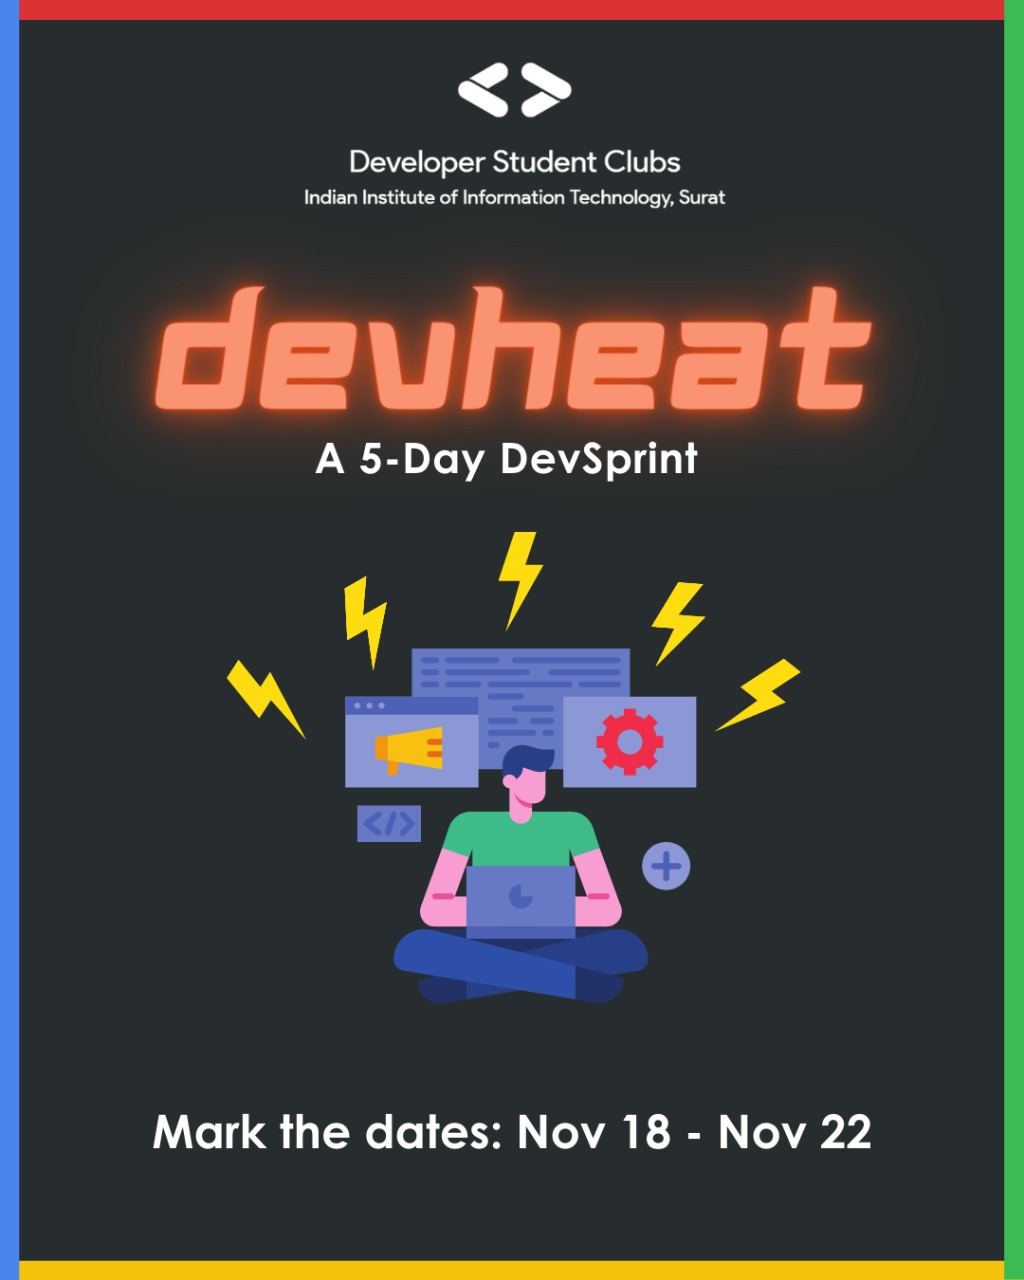 Developer Student Clubs
Indian Institute of Information Technology, Surat
devheat
A 5-Day DevSprint
</>
Mark the dates: Nov 18 - Nov 22